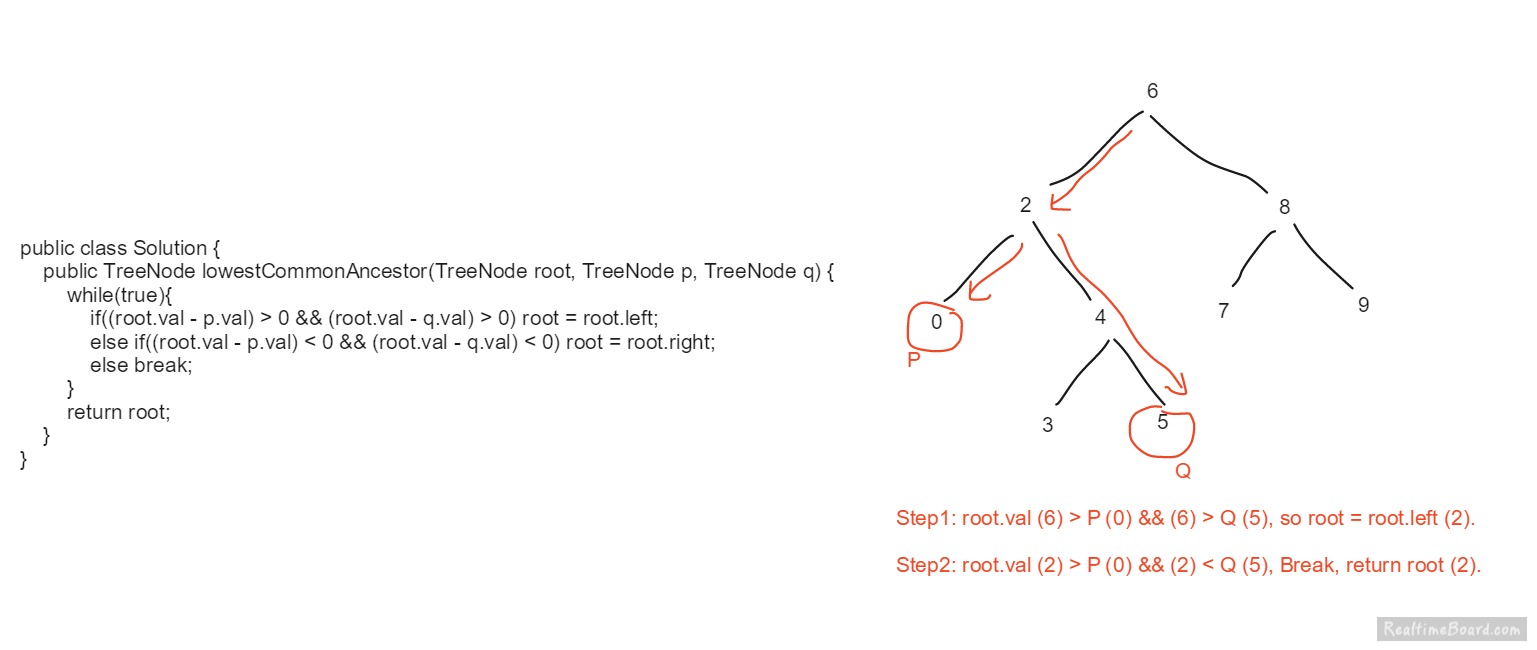 public class Solution {
public TreeNode lowestCommonAncestor(TreeNode root, TreeNode p, TreeNode q) {
while(true){
if((root.val - p.val) > 0 && (root.val - q.val) > 0) root = root.left;
else if((root.val - p.val) < 0 && (root.val - q.val) < 0) root = root.right;
else break;
}
return root;
}
}
6
2
8
0
4
7
9
P
3
5
Q
Step1: root.val (6) > P (0) && (6) > Q (5), so root = root.left (2).
Step2: root.val (2) > P (0) && (2) < Q (5), Break, return root (2).
RealtimeBoard.com